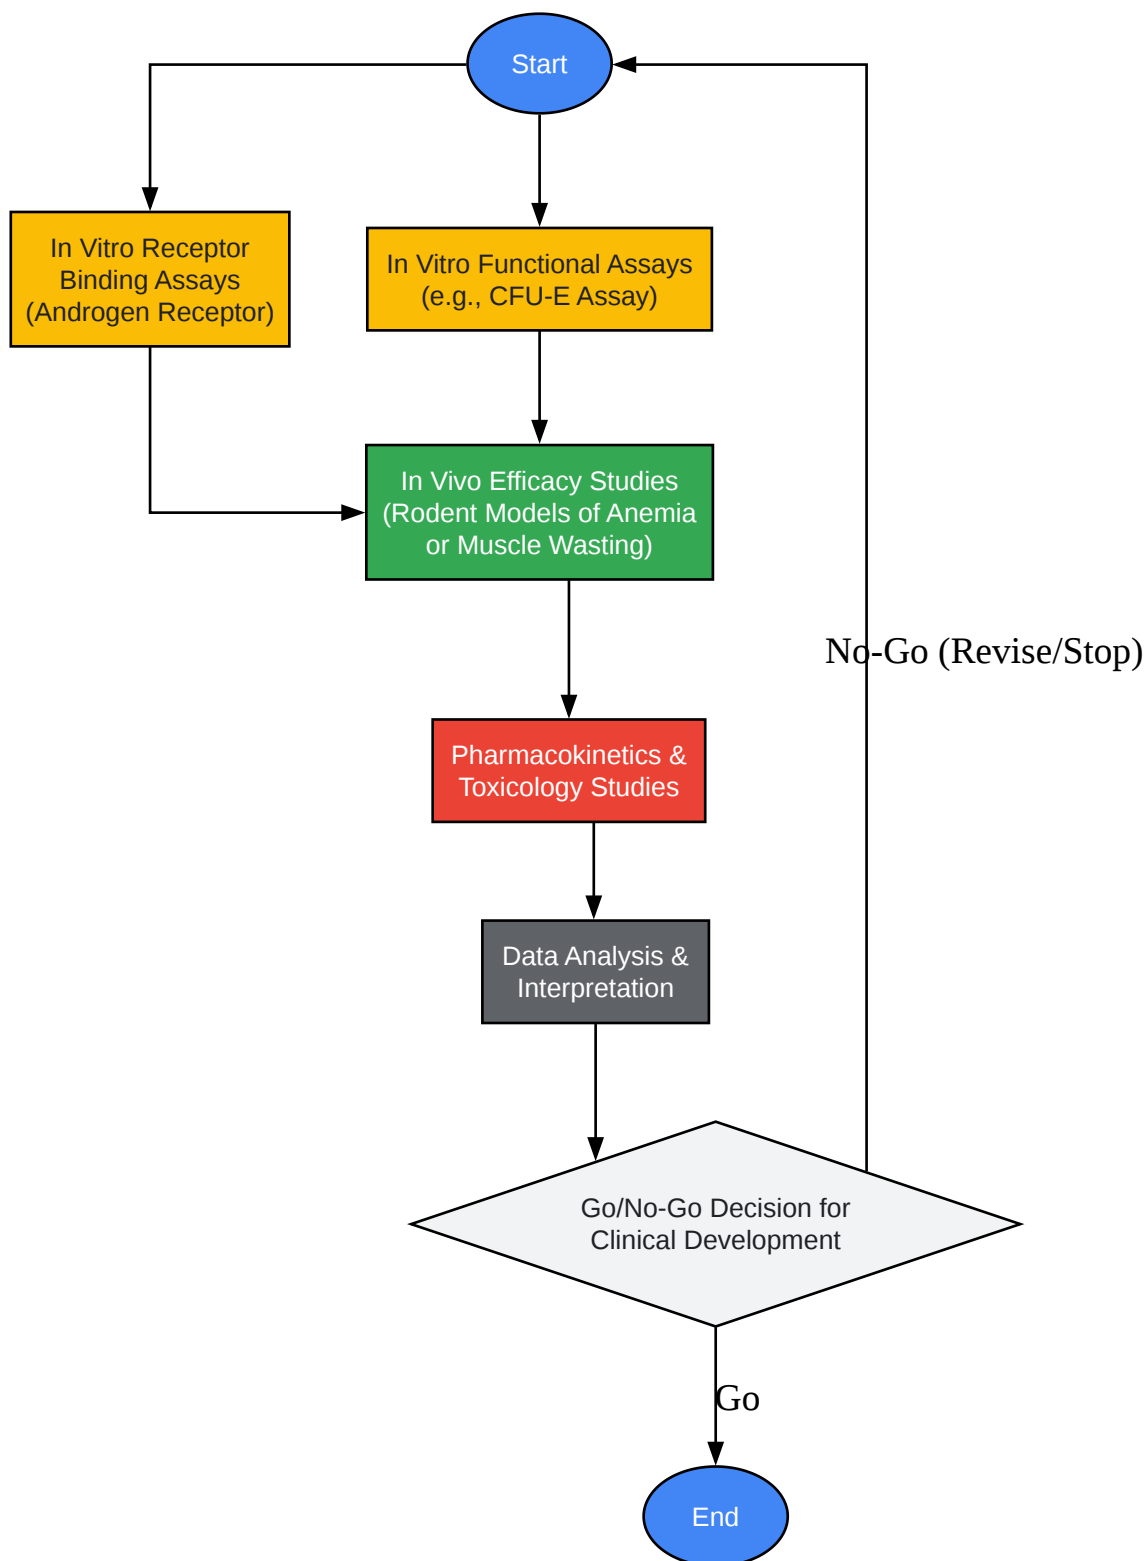 Start
In Vitro Receptor
Binding Assays
(Androgen Receptor)
In Vitro Functional Assays
(e.g., CFU-E Assay)
In Vivo Efficacy Studies
(Rodent Models of Anemia
or Muscle Wasting)
No-Go (Revise/Stop)
Pharmacokinetics &
Toxicology Studies
Data Analysis &
Interpretation
Go/No-Go Decision for
Clinical Development
Go
End